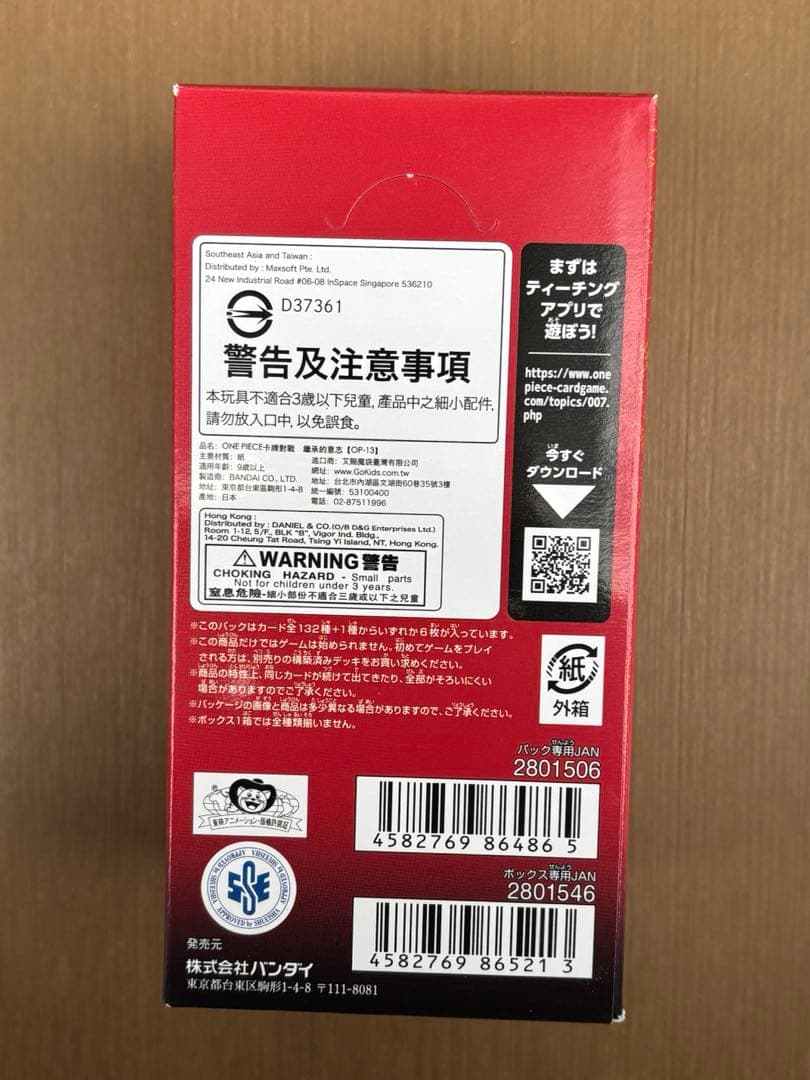 Southeast Asia and Taiwan :
Distributed by : Maxsoft Pte. Ltd.
24 New Industrial Road #06-08 InSpace Singapore 536210
D37361
警告及注意事項
本玩具不適合3歲以下兒童, 產品中之細小配件,
請勿放入口中, 以免誤食。
品名: ONE PIECE卡牌對戰 繼承的意志【OP-13】
主要材質: 紙
適用年齡: 9歲以上
製造商: BANDAI CO., LTD.
地址: 東京都台東區駒形1-4-8
產地: 日本
進口商: 艾賜魔袋臺灣有限公司
網址: www.GoKids.com.tw
地址: 台北市內湖區文湖街60巷35號3樓
統一編號: 53100400
電話: 02-87511996
Hong Kong :
Distributed by : DANIEL & CO.(O/B D&G Enterprises Ltd.)
Room 1-12, 5/F., BLK "B", Vigor Ind. Bldg.,
14-20 Cheung Tat Road, Tsing Yi Island, NT, Hong Kong.
WARNING 警告
CHOKING HAZARD - Small parts
Not for children under 3 years.
窒息危險-細小部份不適合三歲或以下之兒童
まずは
ティーチング
アプリで
遊ぼう!
https://www.one
piece-cardgame.
com/topics/007.
php
今すぐ
ダウンロード
※このパックはカード全132種+1種からいずれか6枚が入っています。
※この商品だけではゲームは始められません。初めてゲームをプレイ
される方は、別売りの構築済みデッキをお買い求めください。
※商品の特性上、同じカードが続けて出てきたり、全部がそろいにくい
場合がありますのでご了承ください。
※パッケージの画像と商品は多少異なる場合がありますので、ご了承ください。
※ボックス1箱では全種類揃いません。
紙
外箱
パック専用JAN
2801506
4582769 864865
ボックス専用JAN
2801546
4582769 865213
東映アニメーション・版権許諾証
APPROVED by SHUEISHA
発売元
株式会社バンダイ
東京都台東区駒形1-4-8 〒111-8081